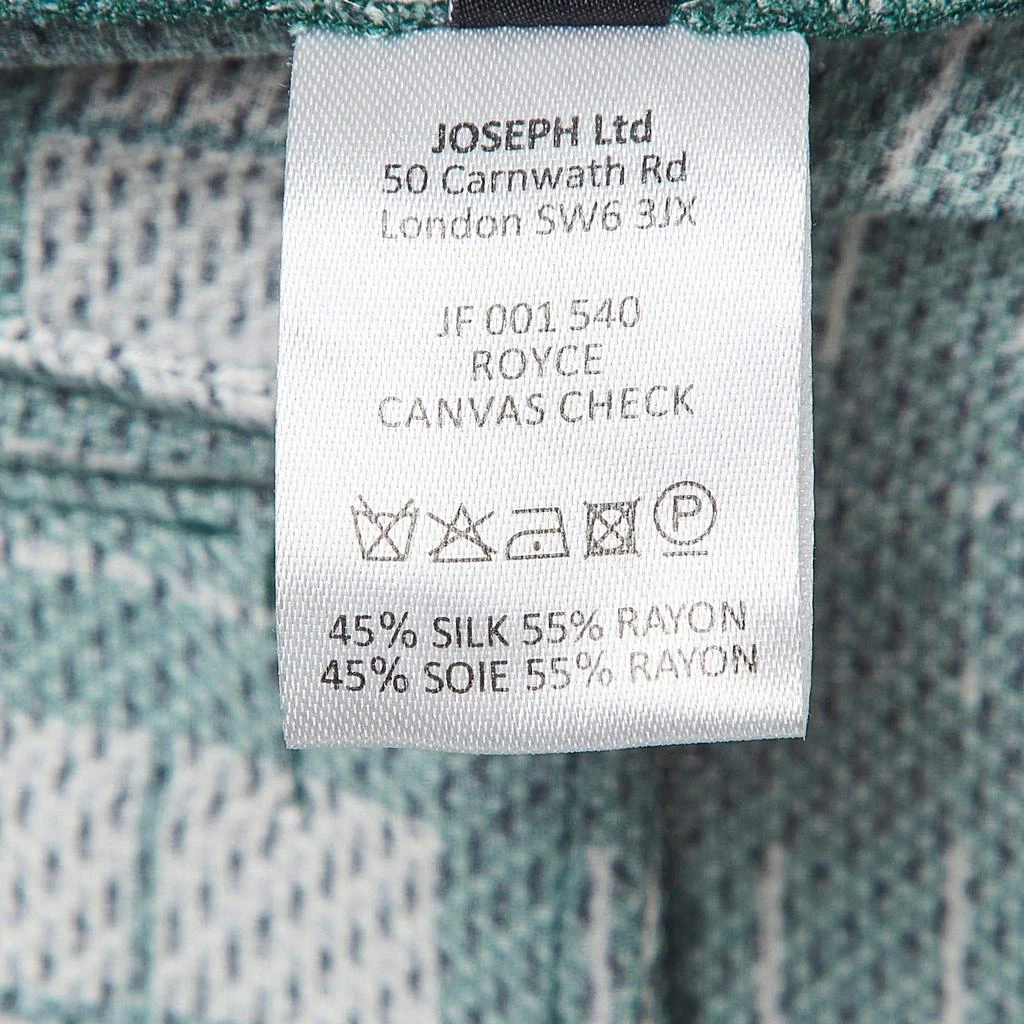 JOSEPH Ltd
50 Carnwath Rd
London SW6 3JX
JF 001 540
ROYCE
CANVAS CHECK
P
45% SILK 55% RAYON
45% SOIE 55% RAYON